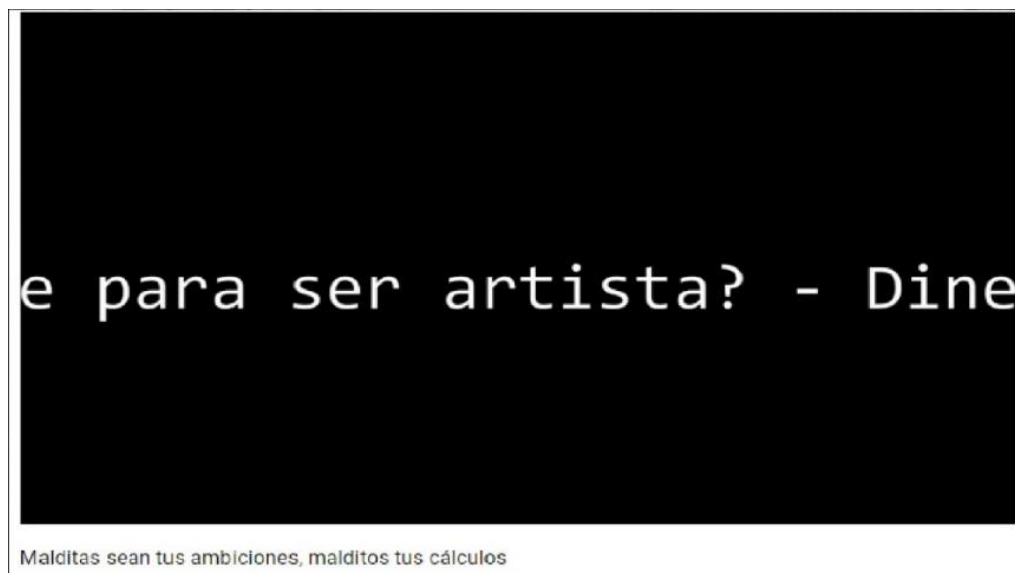 e para ser artista? - Dine
Malditas sean tus ambiciones, malditos tus cálculos